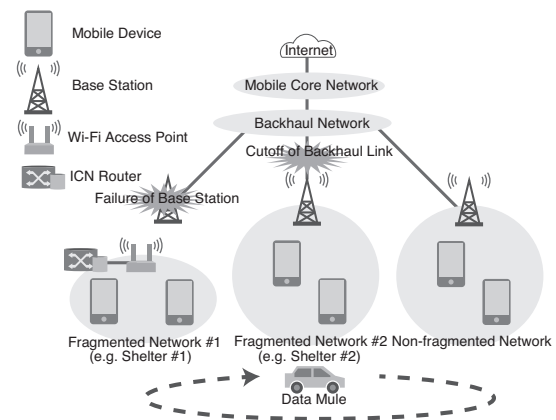 Mobile Device
Base Station
Wi-Fi Access Point
ICN Router
Internet
Mobile Core Network
Backhaul Network
Cutoff of Backhaul Link
Failure of Base Station
Fragmented Network #1
(e.g. Shelter #1)
Fragmented Network #2
(e.g. Shelter #2)
Non-fragmented Network
Data Mule